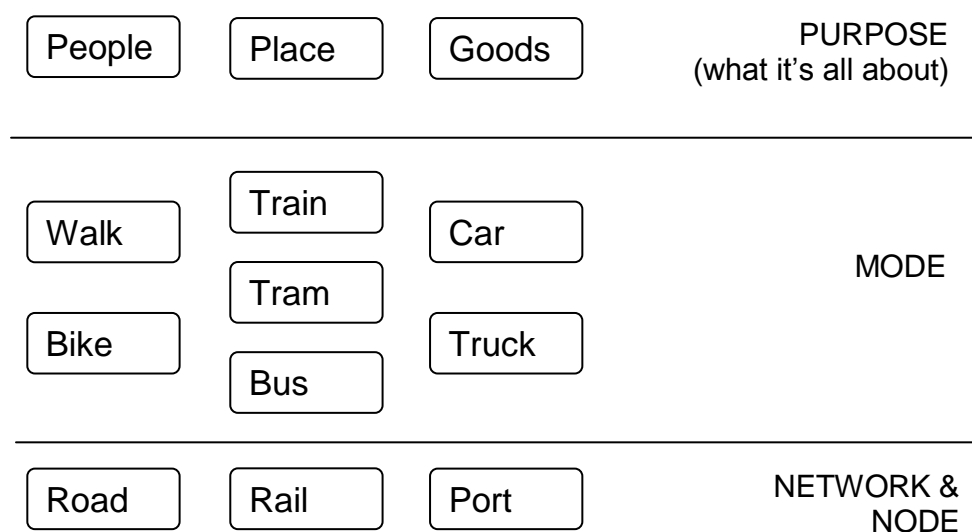 People Place Goods PURPOSE
(what it's all about)
Train
Walk Car
MODE
Tram
Bike Truck
Bus
Road Rail Port NETWORK &
NODE